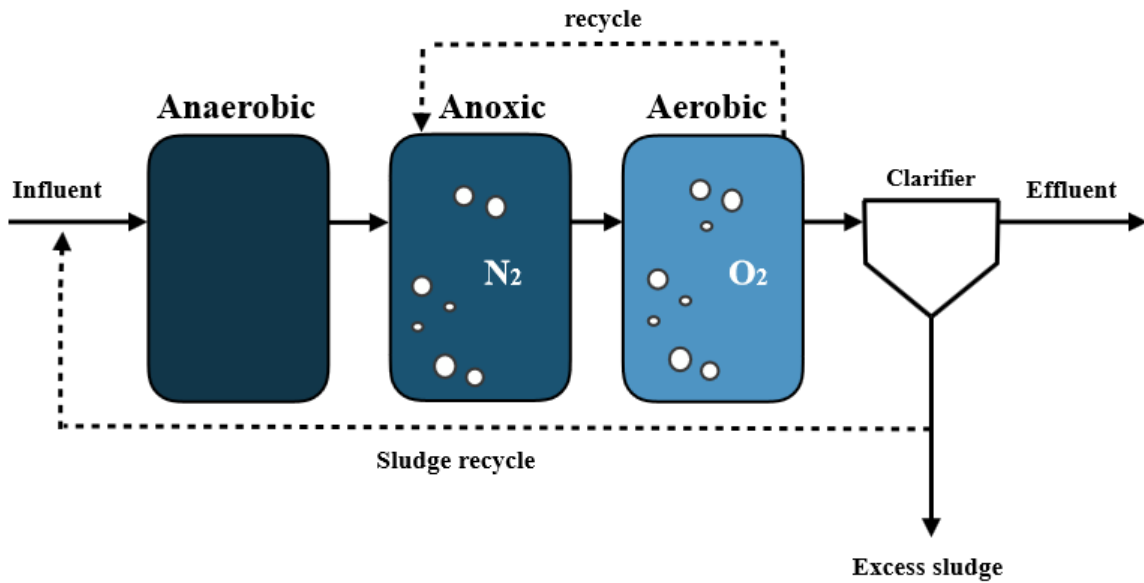 recycle
Anaerobic
Anoxic
Aerobic
Influent
Clarifier
Effluent
N₂
O₂
Sludge recycle
Excess sludge